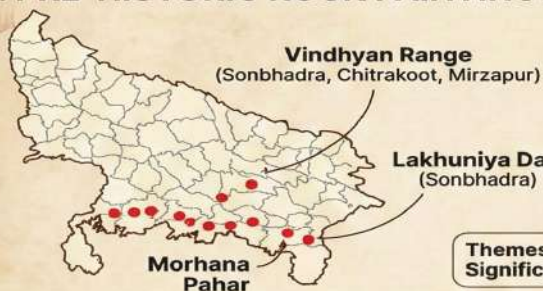 Vindhyan Range
(Sonbhadra, Chitrakoot, Mirzapur)
Lakhuniya Da
(Sonbhadra)
Morhana
Pahar
Themes
Signific